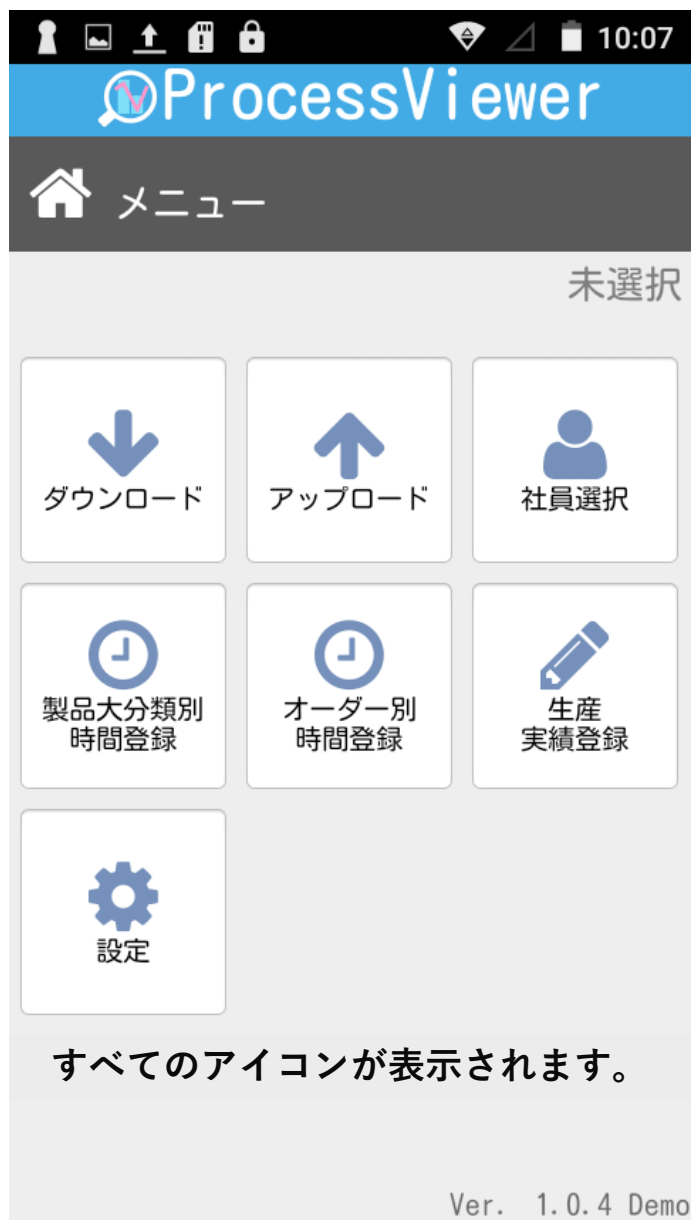 10:07
ProcessViewer
メニュー
未選択
ダウンロード
アップロード
社員選択
製品大分類別
時間登録
オーダー別
時間登録
生産
実績登録
設定
すべてのアイコンが表示されます。
Ver. 1.0.4 Demo